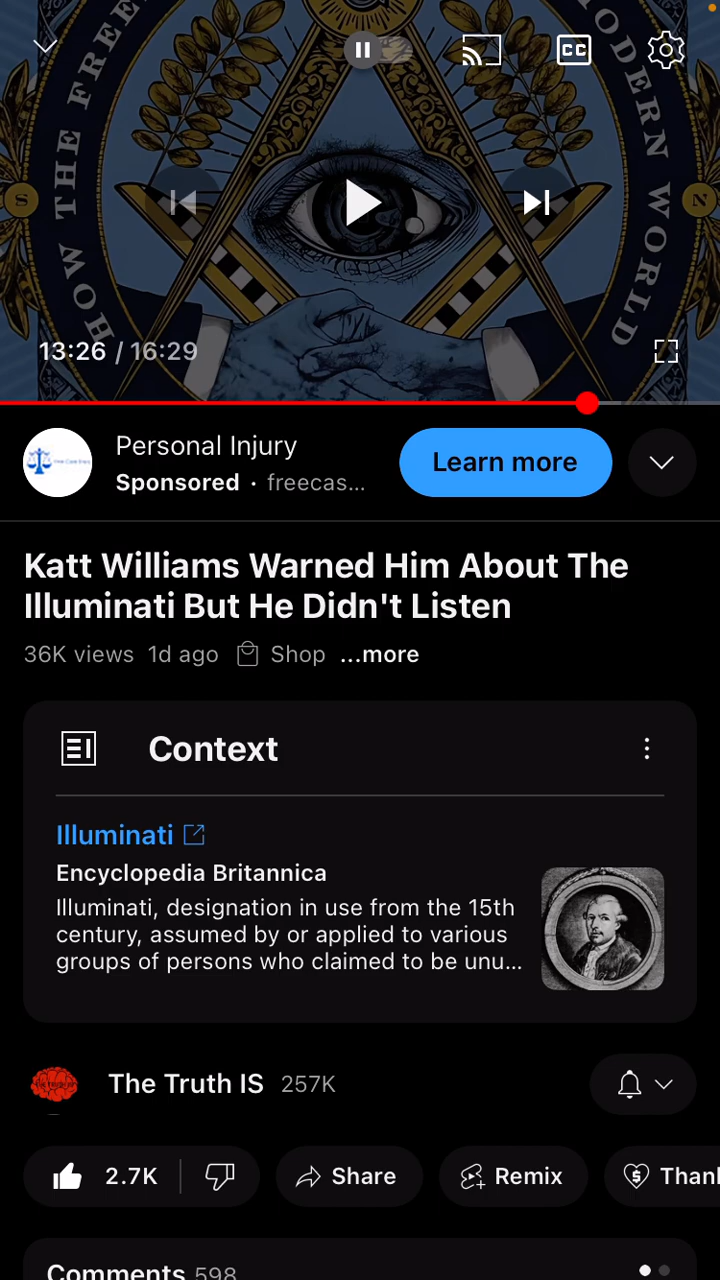 HOW THE FREE
MODERN WORLD
S
N
CC
13:26 / 16:29
Personal Injury
Sponsored · freecas...
Learn more
Katt Williams Warned Him About The
Illuminati But He Didn't Listen
36K views 1d ago Shop ...more
Context
Illuminati
Encyclopedia Britannica
Illuminati, designation in use from the 15th
century, assumed by or applied to various
groups of persons who claimed to be unu...
The Truth IS 257K
2.7K
Share
Remix
Than
Comments 598